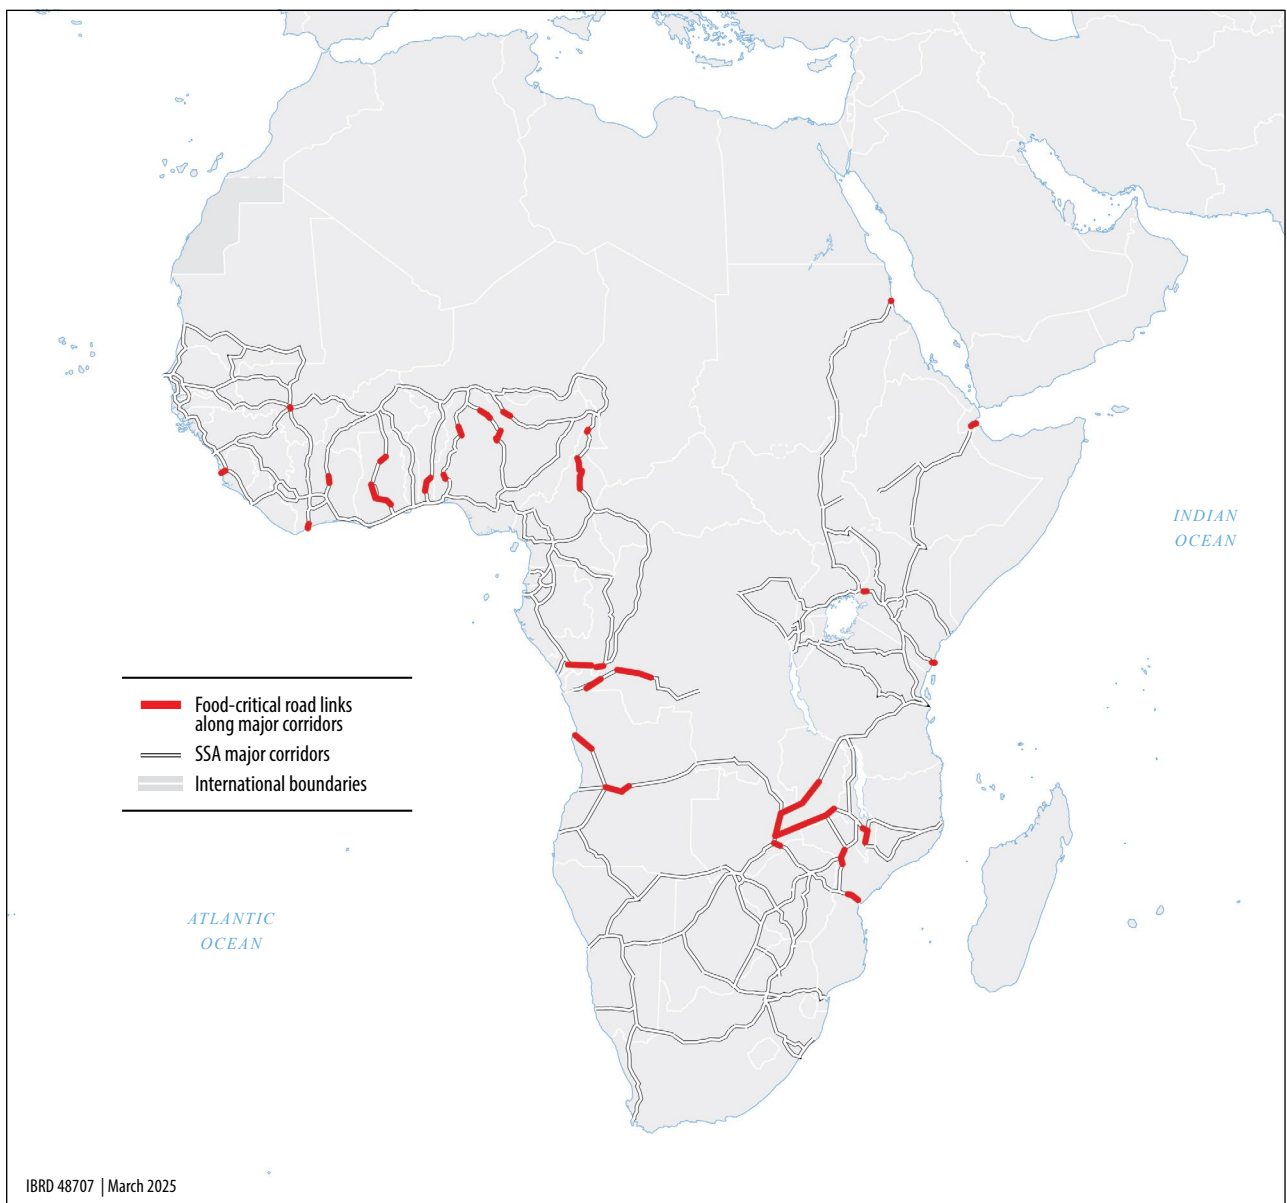 INDIAN
OCEAN
Food-critical road links
along major corridors
SSA major corridors
International boundaries
ATLANTIC
OCEAN
IBRD 48707 | March 2025